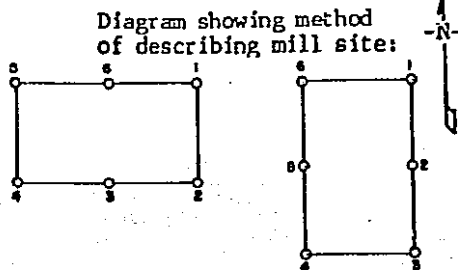 Diagram showing method
of describing mill site:
-N-
5 6 1
4 3 2
6 1
5 2
4 3